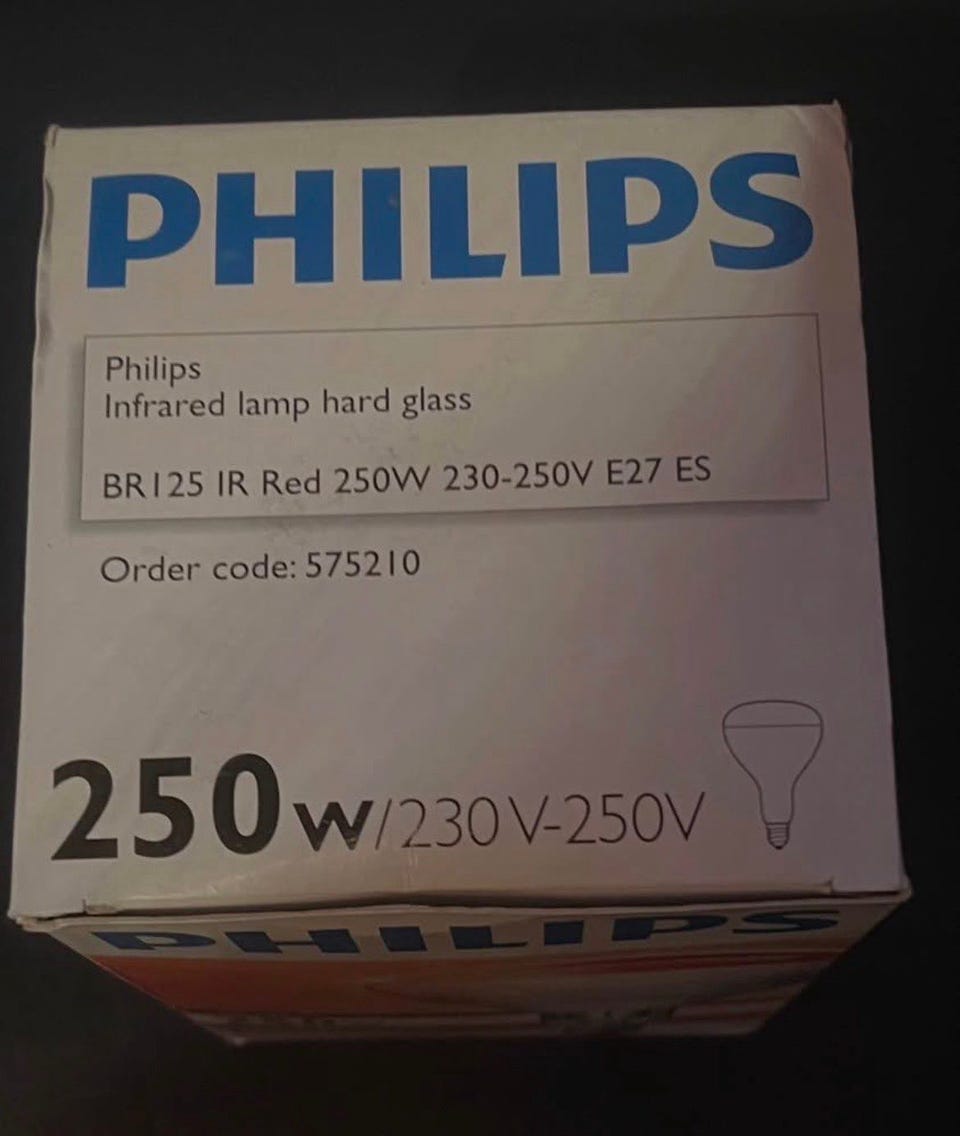 PHILIPS
Philips
Infrared lamp hard glass
BR125 IR Red 250W 230-250V E27 ES
Order code: 575210
250w/230V-250V
PHILIPS